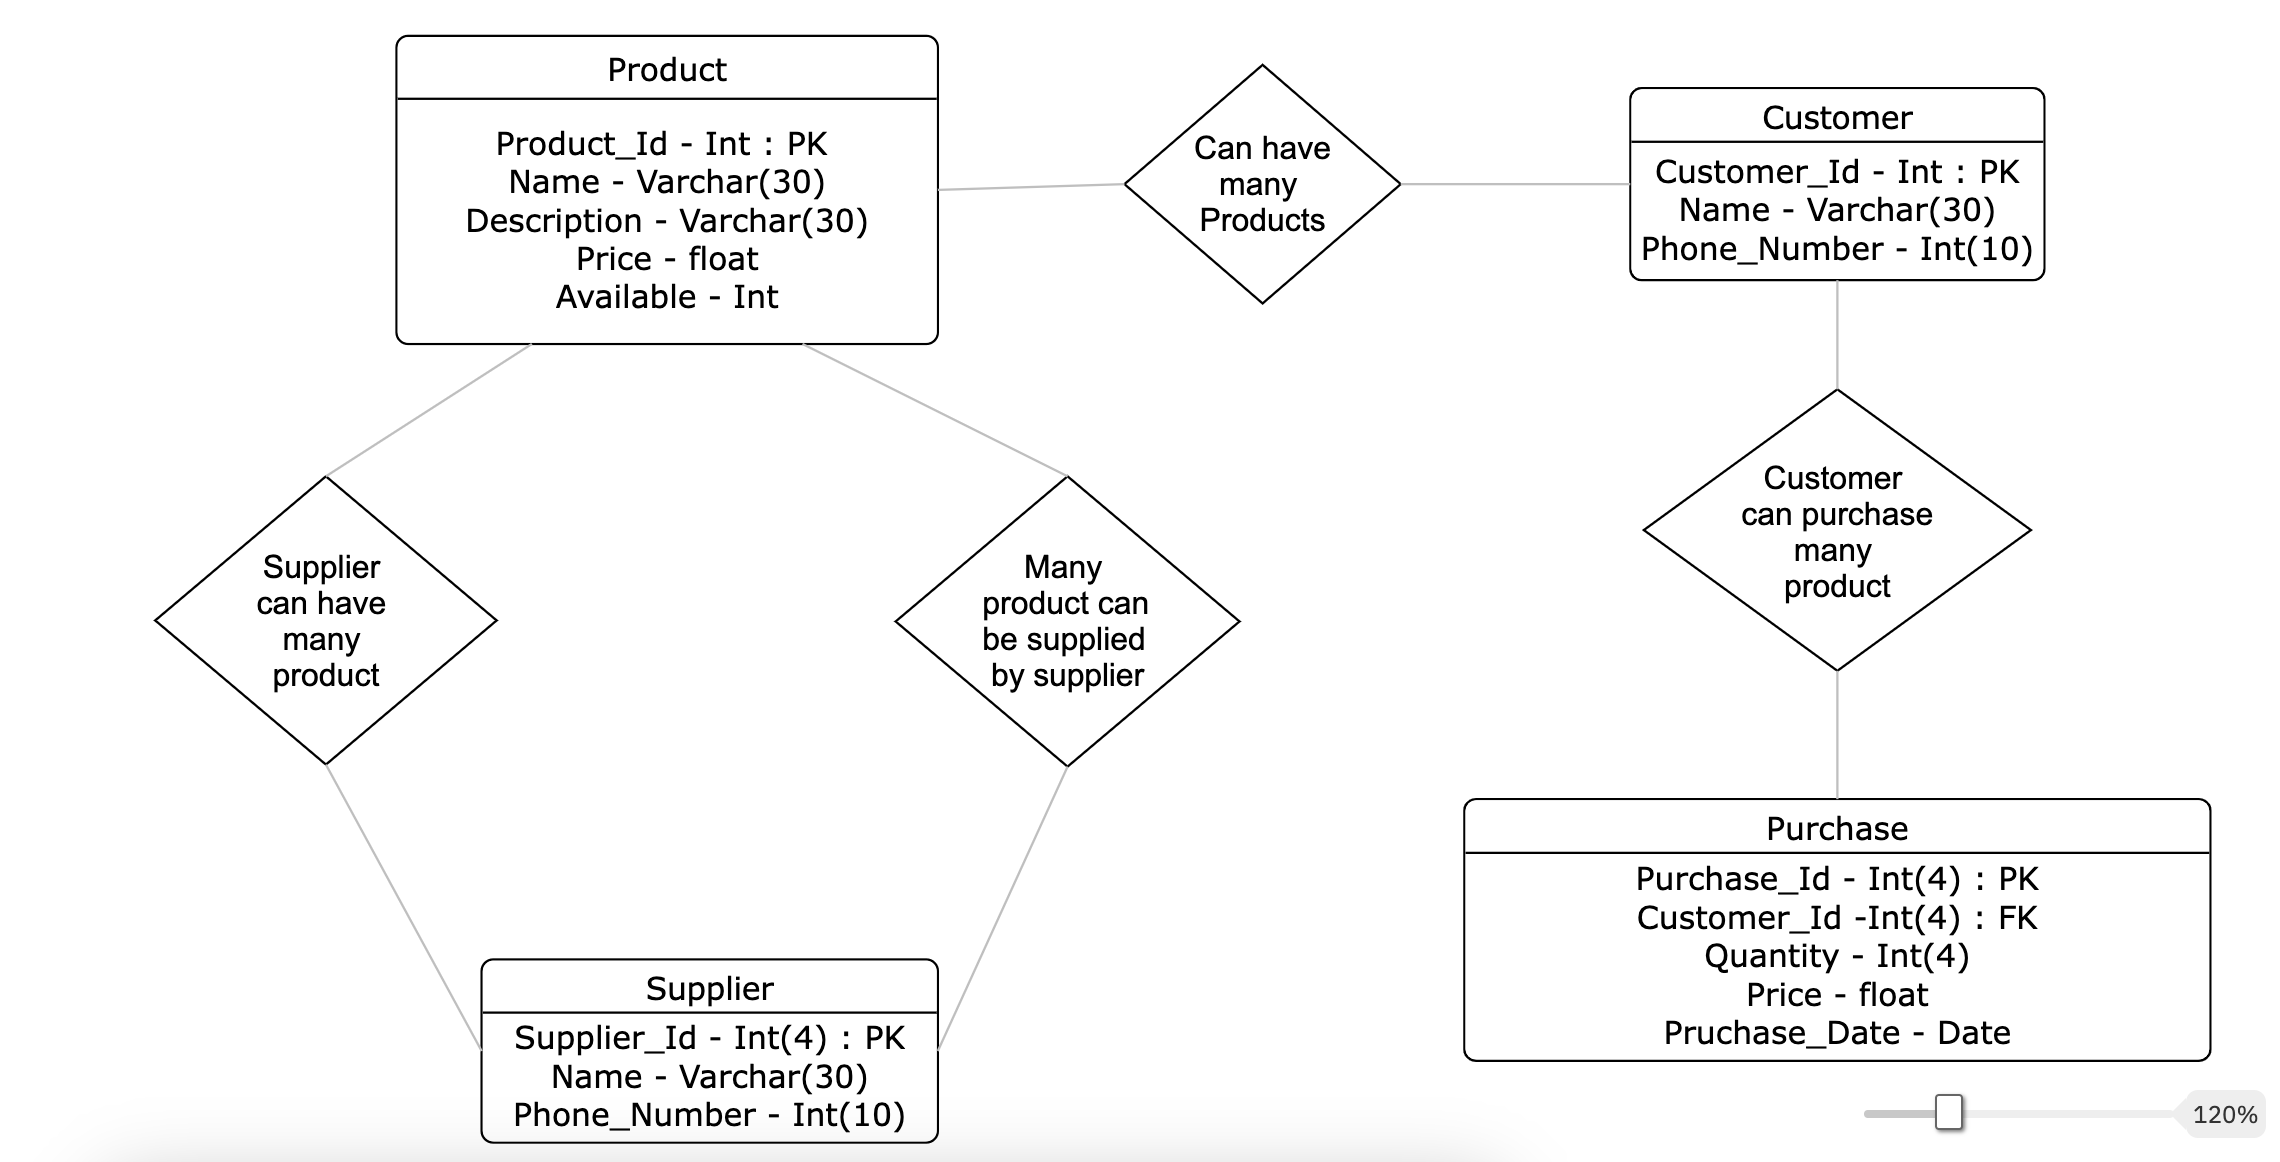 Product
Product_Id - Int : PK
Name - Varchar(30)
Description - Varchar(30)
Price - float
Available - Int
Can have
many
Products
Customer
Customer_Id - Int : PK
Name - Varchar(30)
Phone_Number - Int(10)
Supplier
can have
many
product
Many
product can
be supplied
by supplier
Customer
can purchase
many
product
Supplier
Supplier_Id - Int(4) : PK
Name - Varchar(30)
Phone_Number - Int(10)
Purchase
Purchase_Id - Int(4) : PK
Customer_Id -Int(4) : FK
Quantity - Int(4)
Price - float
Pruchase_Date - Date
120%